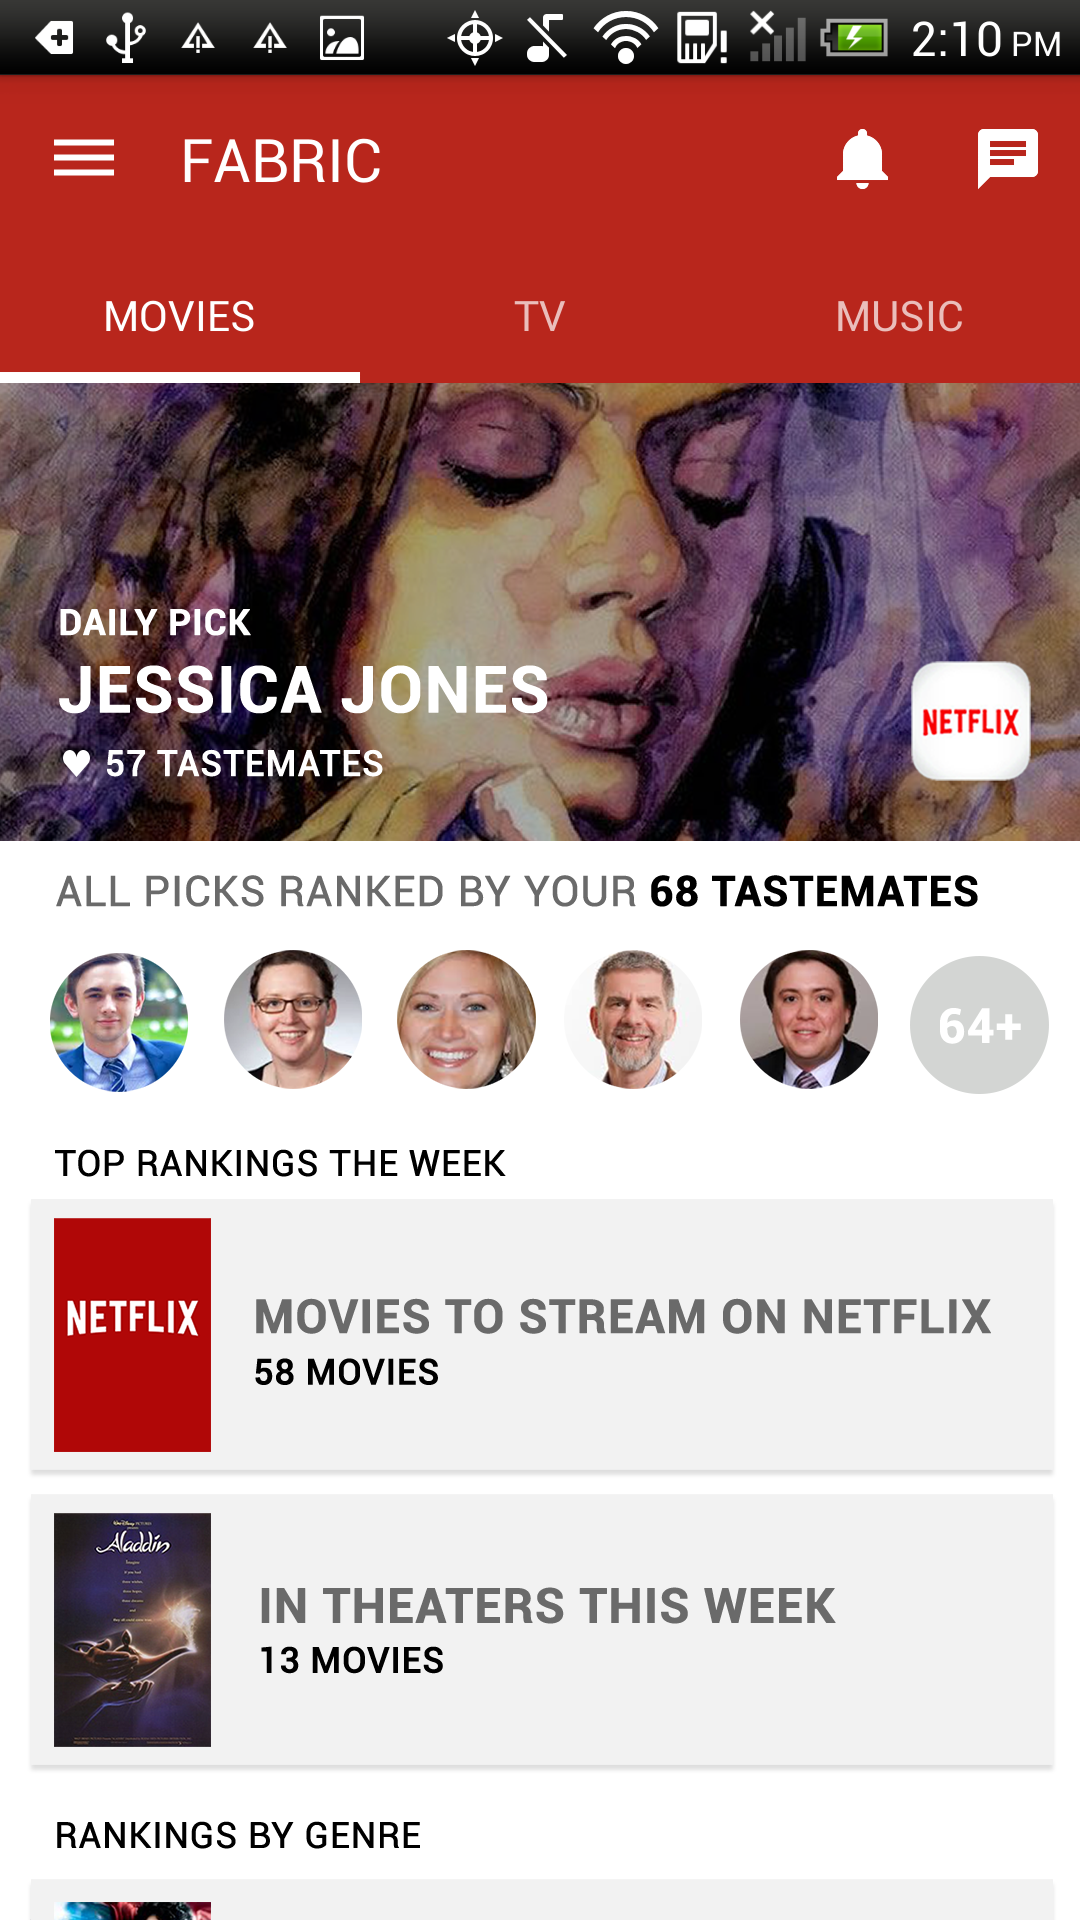 2:10 PM
FABRIC
MOVIES
TV
MUSIC
DAILY PICK
JESSICA JONES
57 TASTEMATES
NETFLIX
ALL PICKS RANKED BY YOUR 68 TASTEMATES
64+
TOP RANKINGS THE WEEK
NETFLIX
MOVIES TO STREAM ON NETFLIX
58 MOVIES
Aladdin
IN THEATERS THIS WEEK
13 MOVIES
RANKINGS BY GENRE